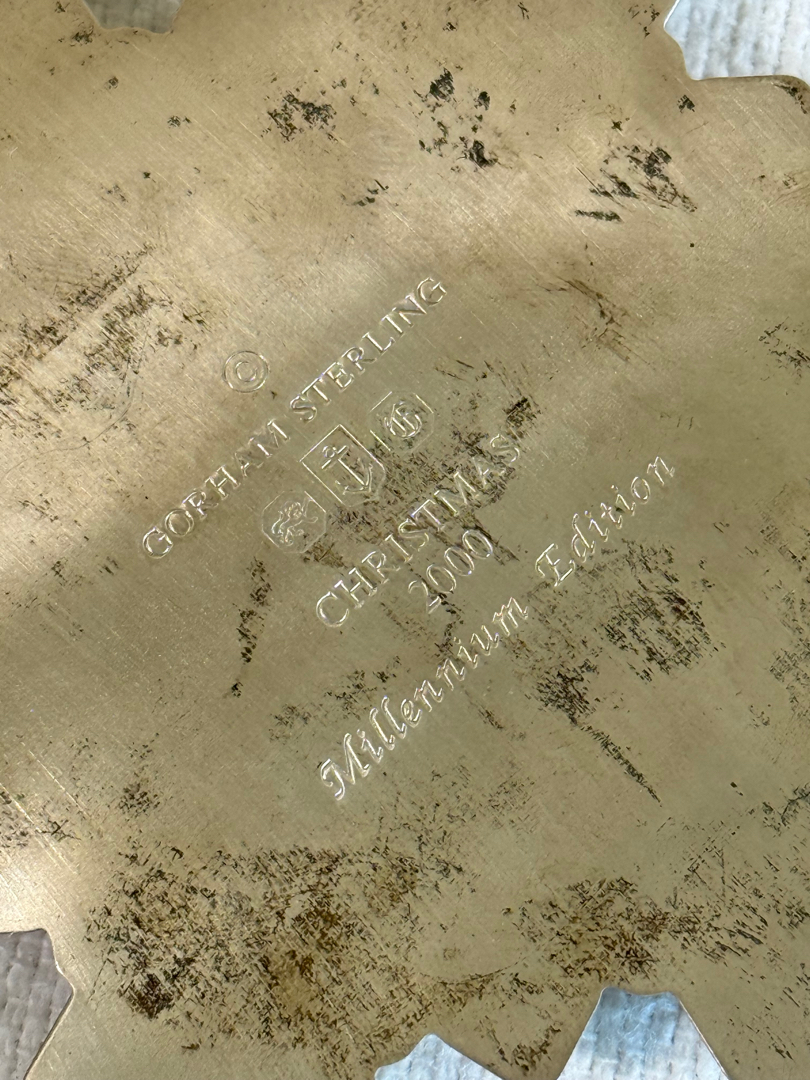 ©
GORHAM STERLING
CHRISTMAS
2000
Millennium Edition